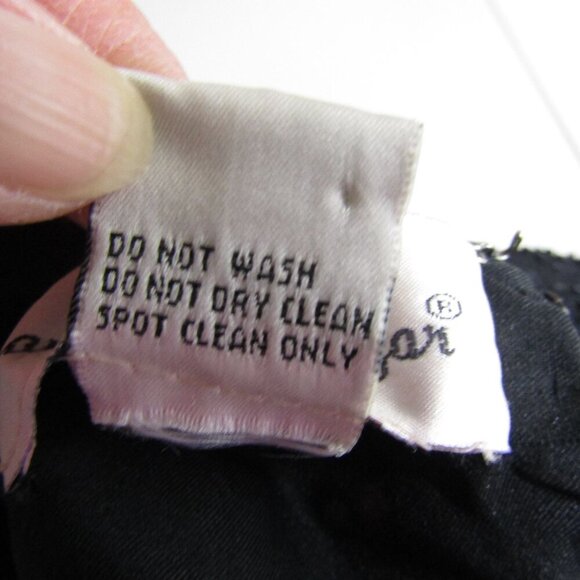 DO NOT WASH
DO NOT DRY CLEAN
SPOT CLEAN ONLY
®